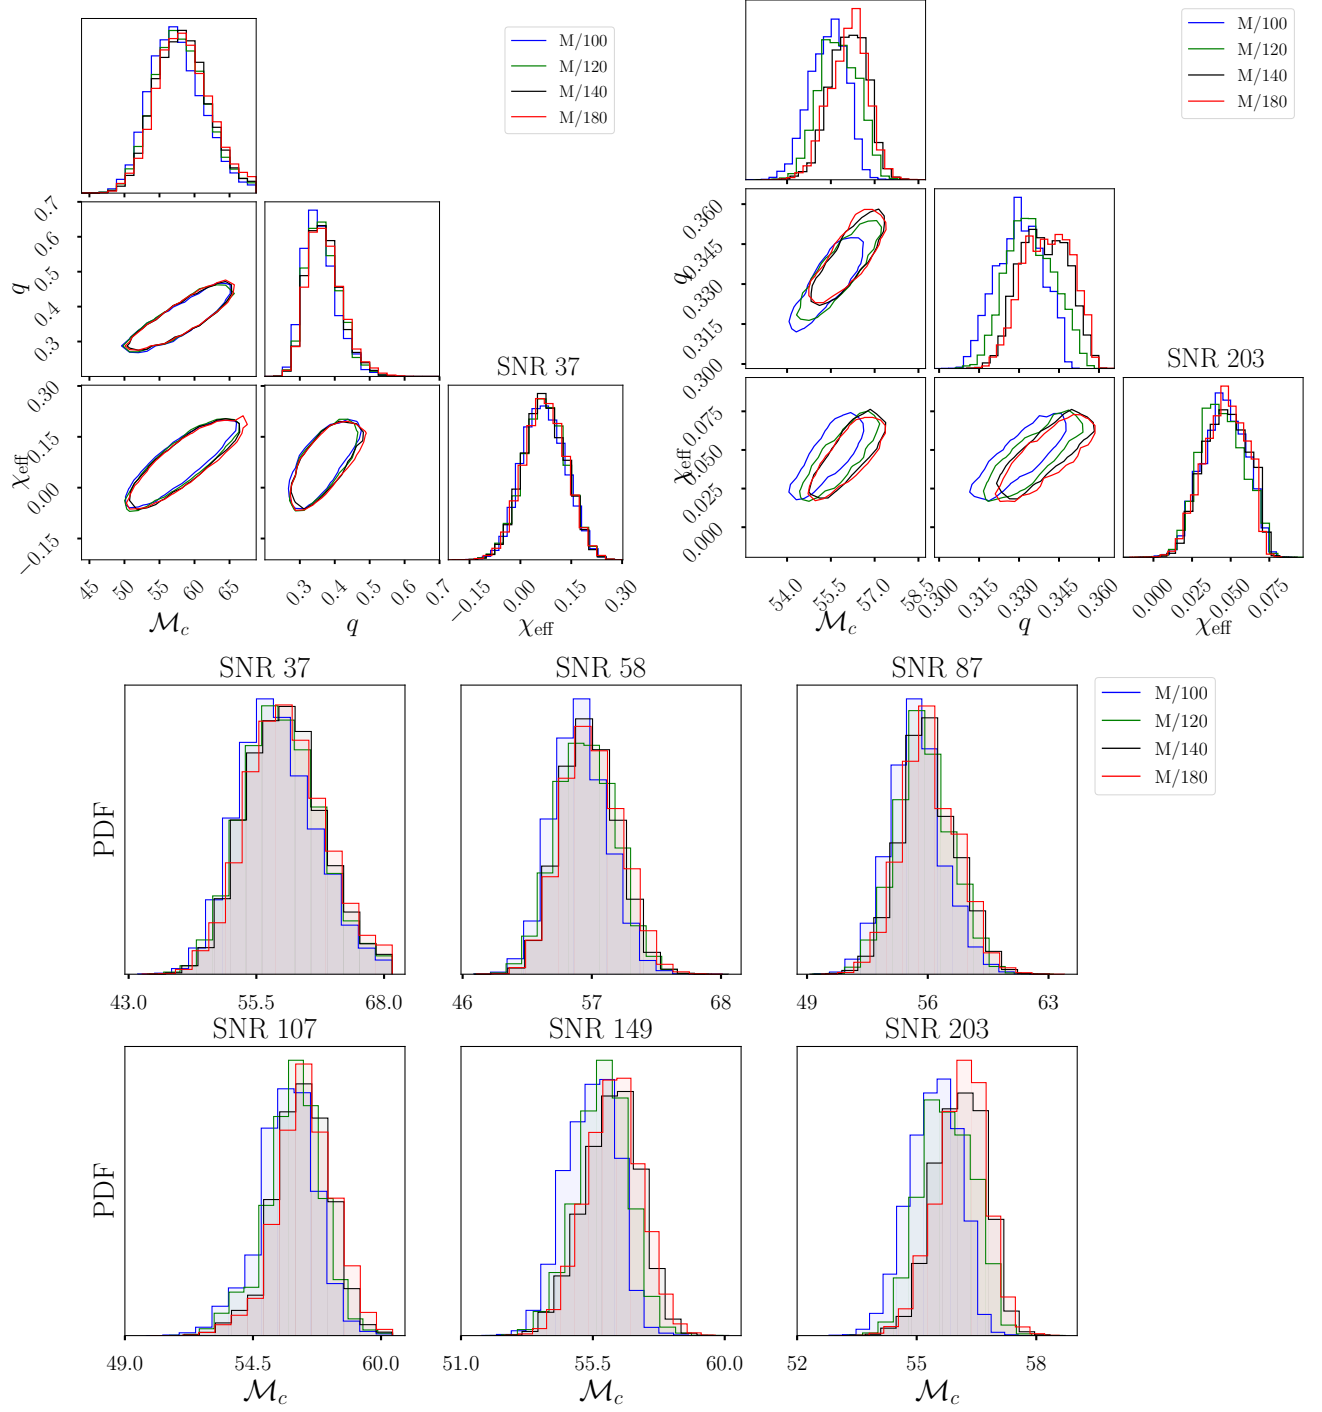 M/100
M/120
M/140
M/180
M/100
M/120
M/140
M/180
0.7
0.6
0.5
0.4
0.3
q
0.360
0.345
0.330
0.315
0.300
q
SNR 37
SNR 203
0.30
0.15
0.00
−0.15
χeff
0.075
0.050
0.025
0.000
χeff
45 50 55 60 65
0.3 0.4 0.5 0.6 0.7
−0.15 0.00 0.15 0.30
54.0 55.5 57.0 58.5
0.300 0.315 0.330 0.345 0.360
0.000 0.025 0.050 0.075
ℳc q χeff
ℳc q χeff
SNR 37 SNR 58 SNR 87
M/100
M/120
M/140
M/180
PDF
43.0 55.5 68.0
46 57 68
49 56 63
SNR 107 SNR 149 SNR 203
PDF
49.0 54.5 60.0
51.0 55.5 60.0
52 55 58
ℳc ℳc ℳc